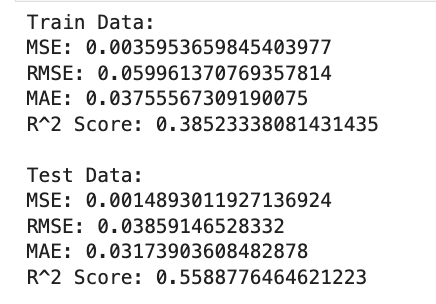 Train Data:
MSE: 0.0035953659845403977
RMSE: 0.059961370769357814
MAE: 0.03755567309190075
R^2 Score: 0.38523338081431435
Test Data:
MSE: 0.0014893011927136924
RMSE: 0.03859146528332
MAE: 0.03173903608482878
R^2 Score: 0.5588776464621223